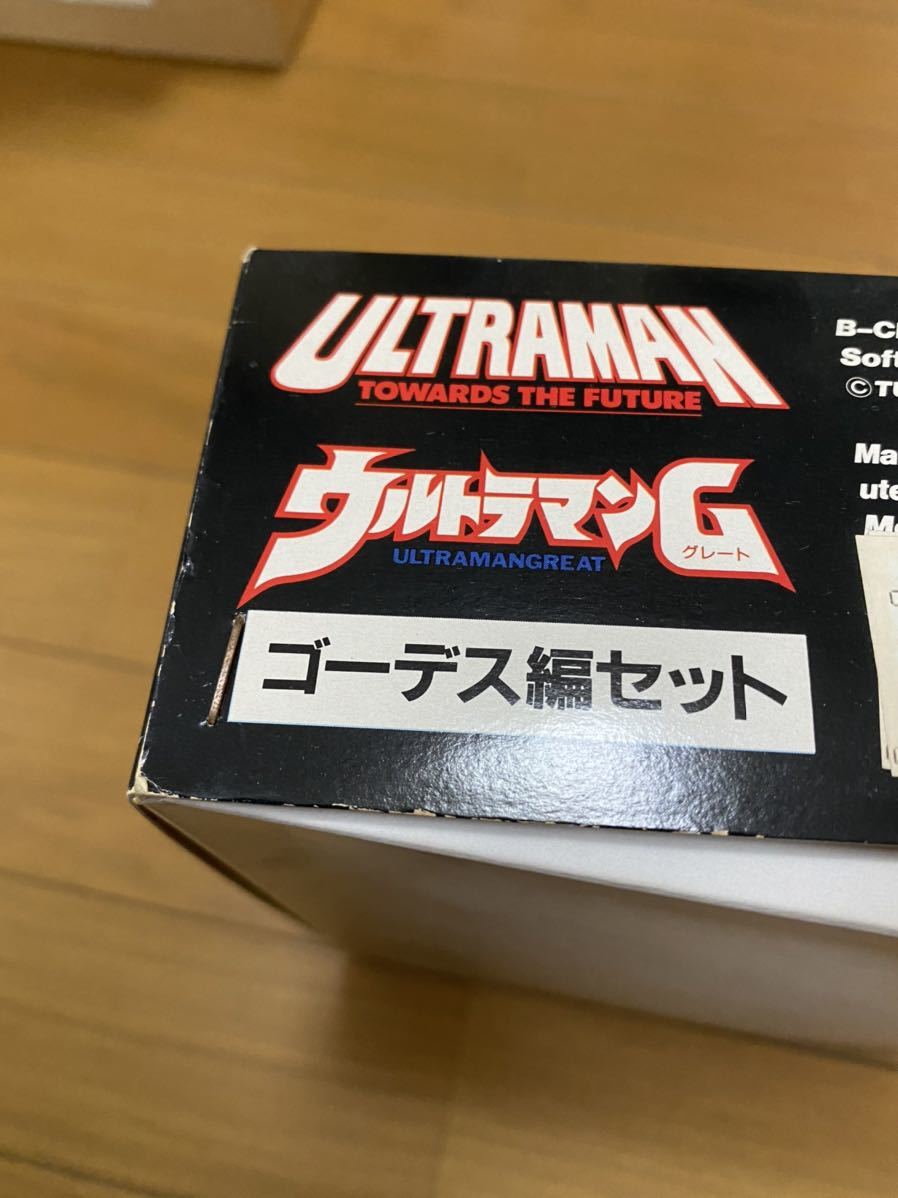 ULTRAMAN
TOWARDS THE FUTURE
ウルトラマンG
グレート
ULTRAMANGREAT
ゴーデス編セット
Soft
©